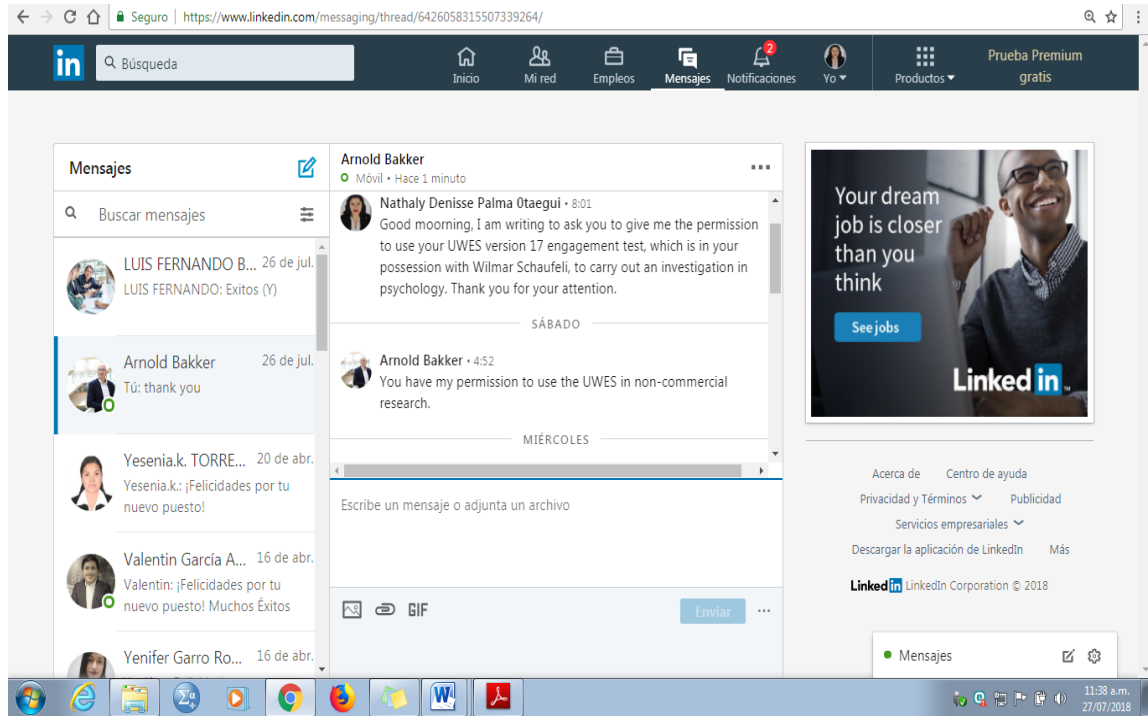 Seguro | https://www.linkedin.com/messaging/thread/6426058315507339264/
in
Búsqueda
Inicio
Mi red
Empleos
Mensajes
2
Notificaciones
Yo
Productos
Prueba Premium
gratis
Mensajes
Buscar mensajes
LUIS FERNANDO B... 26 de jul.
LUIS FERNANDO: Exitos (Y)
Arnold Bakker 26 de jul.
Tú: thank you
Yesenia.k. TORRE... 20 de abr.
Yesenia.k.: ¡Felicidades por tu
nuevo puesto!
Valentin García A... 16 de abr.
Valentin: ¡Felicidades por tu
nuevo puesto! Muchos Éxitos
Yenifer Garro Ro... 16 de abr.
Arnold Bakker
Móvil • Hace 1 minuto
Nathaly Denisse Palma Otaegui • 8:01
Good moorning, I am writing to ask you to give me the permission
to use your UWES version 17 engagement test, which is in your
possession with Wilmar Schaufeli, to carry out an investigation in
psychology. Thank you for your attention.
SÁBADO
Arnold Bakker • 4:52
You have my permission to use the UWES in non-commercial
research.
MIÉRCOLES
Escribe un mensaje o adjunta un archivo
GIF
Enviar
Your dream
job is closer
than you
think
See jobs
Linked in
Acerca de Centro de ayuda
Privacidad y Términos Publicidad
Servicios empresariales
Descargar la aplicación de LinkedIn Más
Linked in LinkedIn Corporation © 2018
Mensajes
11:38 a.m.
27/07/2018